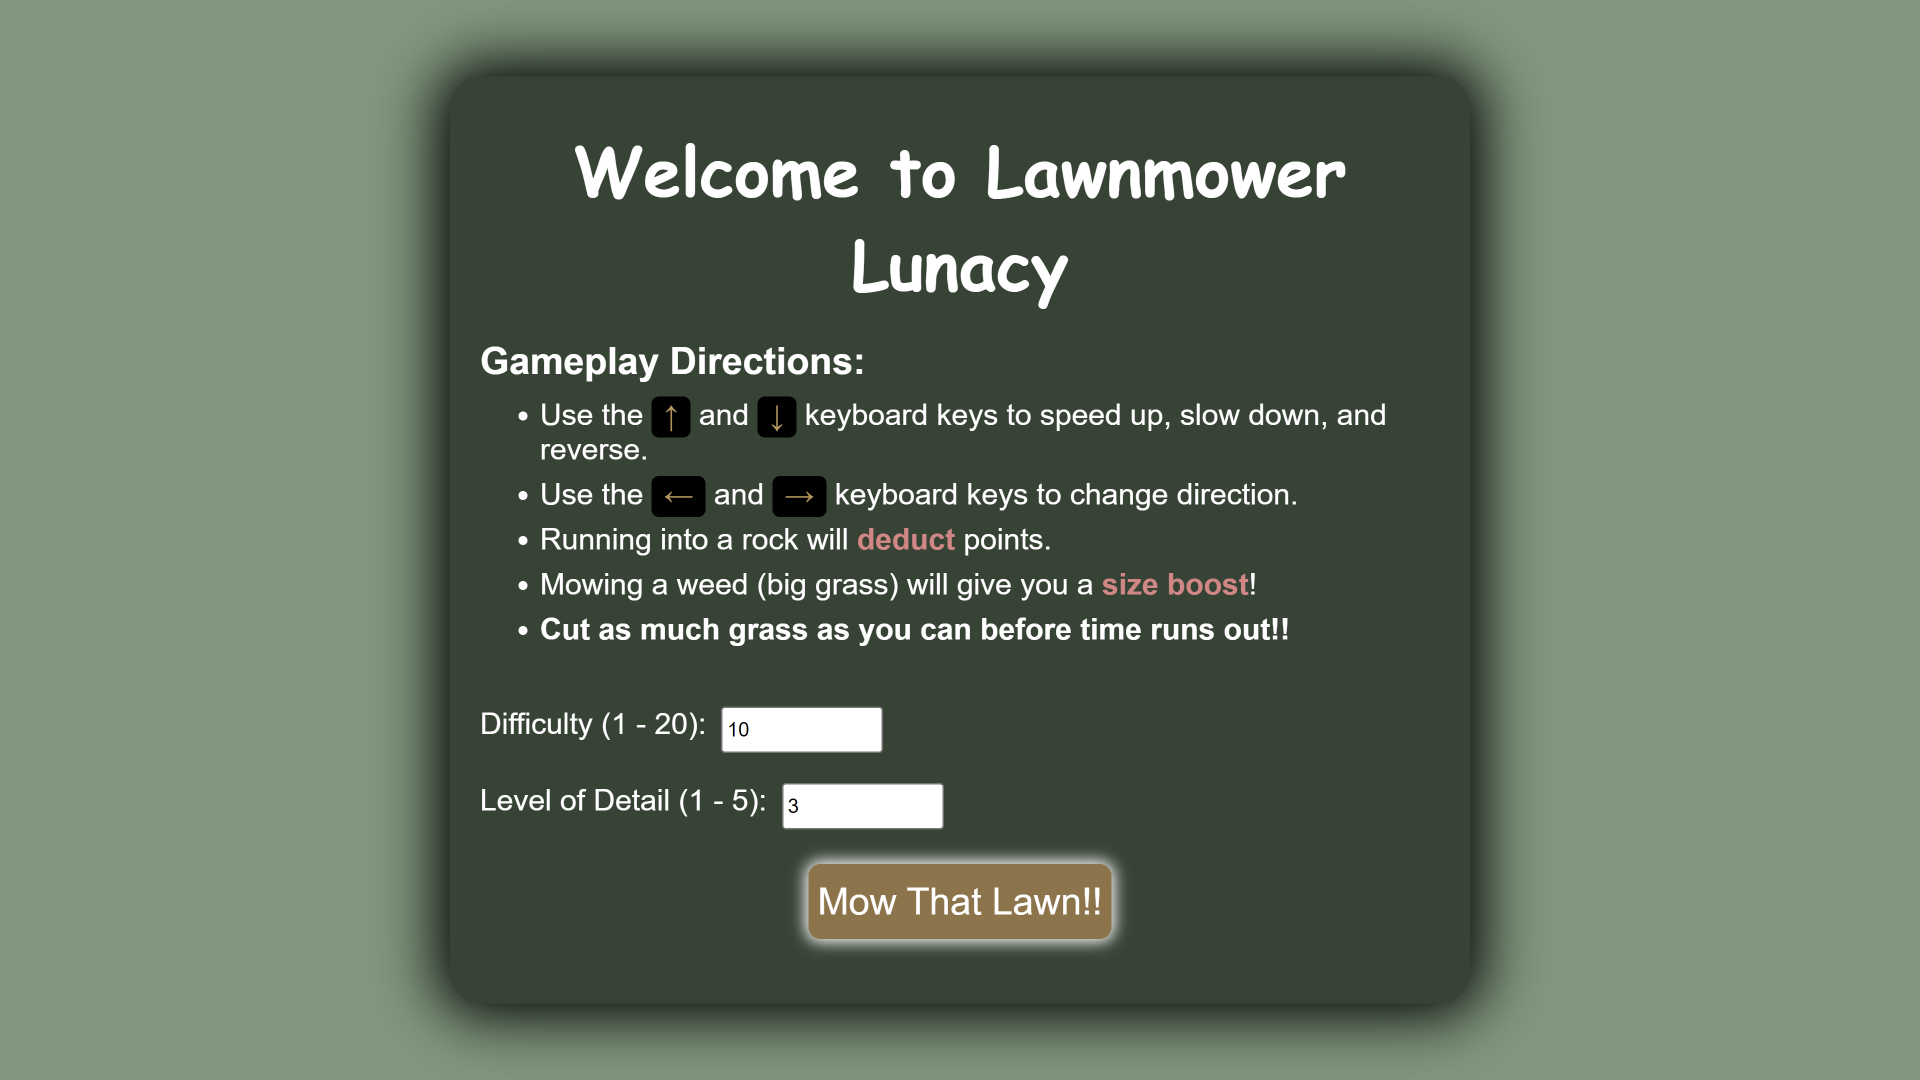 Welcome to Lawnmower
Lunacy
Gameplay Directions:
• Use the ↑ and ↓ keyboard keys to speed up, slow down, and
reverse.
• Use the ← and → keyboard keys to change direction.
• Running into a rock will deduct points.
• Mowing a weed (big grass) will give you a size boost!
• Cut as much grass as you can before time runs out!!
Difficulty (1 - 20): 10
Level of Detail (1 - 5): 3
Mow That Lawn!!